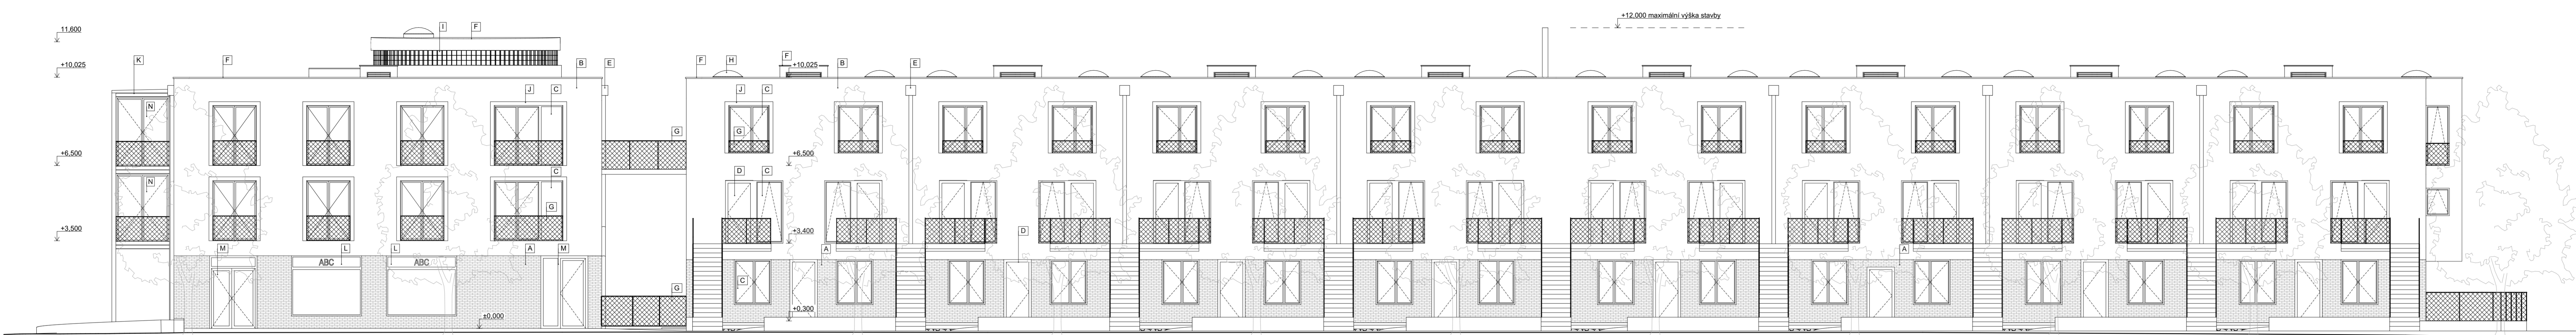 +12,000 maximální výška stavby
I F
11,600
K F B E F H F +10,025 B E
+10,025
J C J C
N
G G
+6,500 +6,500
C D C
N
G
+3,500 +3,400 D
M L L A M A A
ABC ABC
C
G
±0,000 +0,300